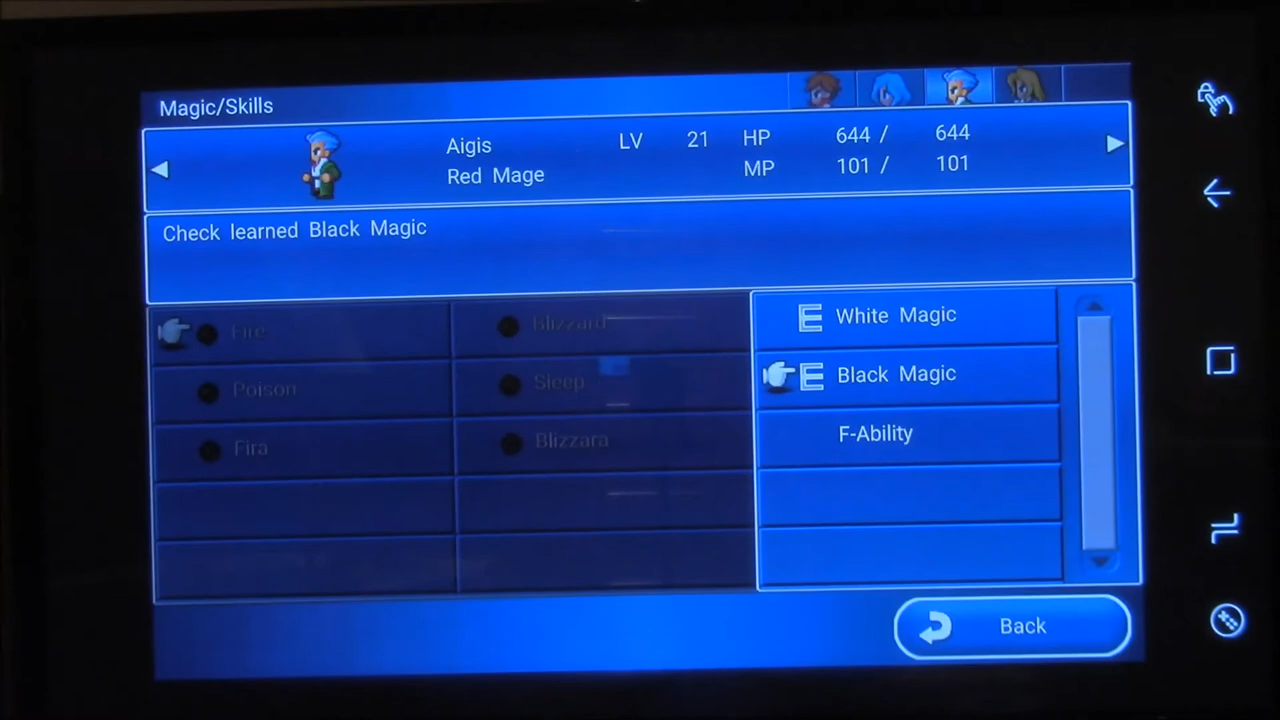 Magic/Skills
Aigis LV 21 HP 644 / 644
Red Mage MP 101 / 101
Check learned Black Magic
Fire Blizzard
Poison Sleep
Fira Blizzara
E White Magic
E Black Magic
F-Ability
Back